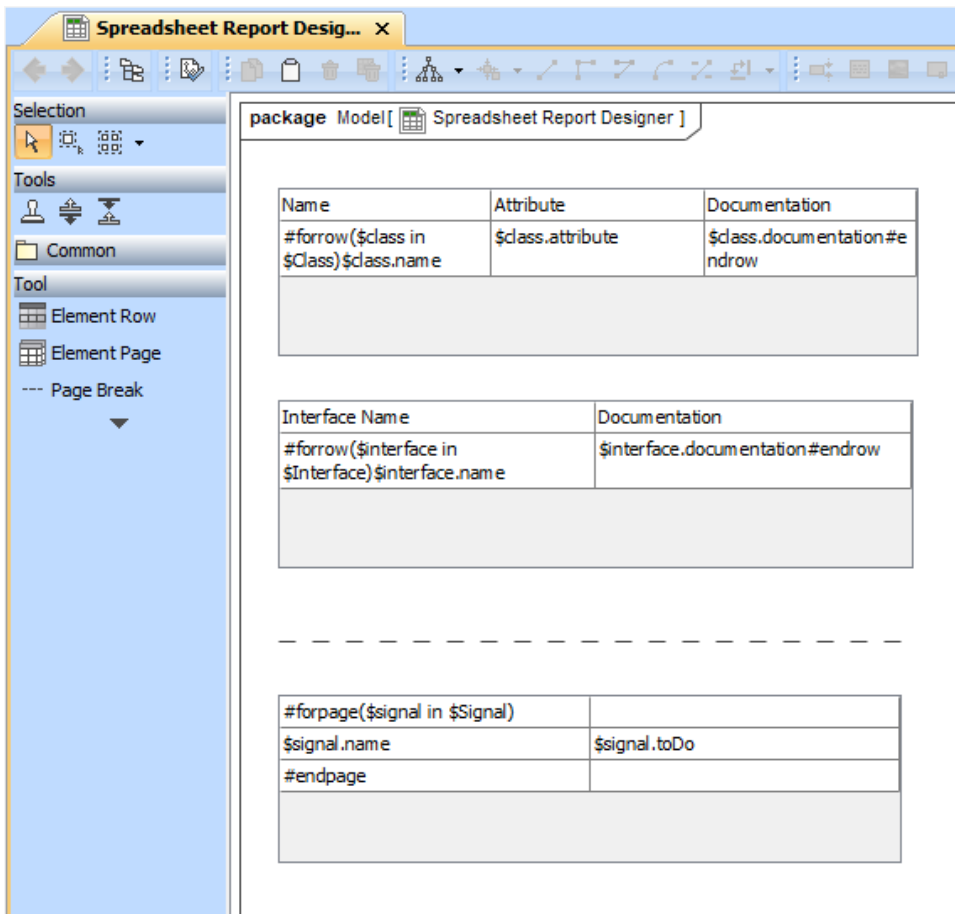 Spreadsheet Report Desig... X
Selection
Tools
Common
Tool
Element Row
Element Page
Page Break
package Model[ Spreadsheet Report Designer ]
Name Attribute Documentation
#forrow($class in $class.attribute $class.documentation#e
$Class)$class.name ndrow
Interface Name Documentation
#forrow($interface in $interface.documentation#endrow
$Interface)$interface.name
#forpage($signal in $Signal)
$signal.name $signal.toDo
#endpage